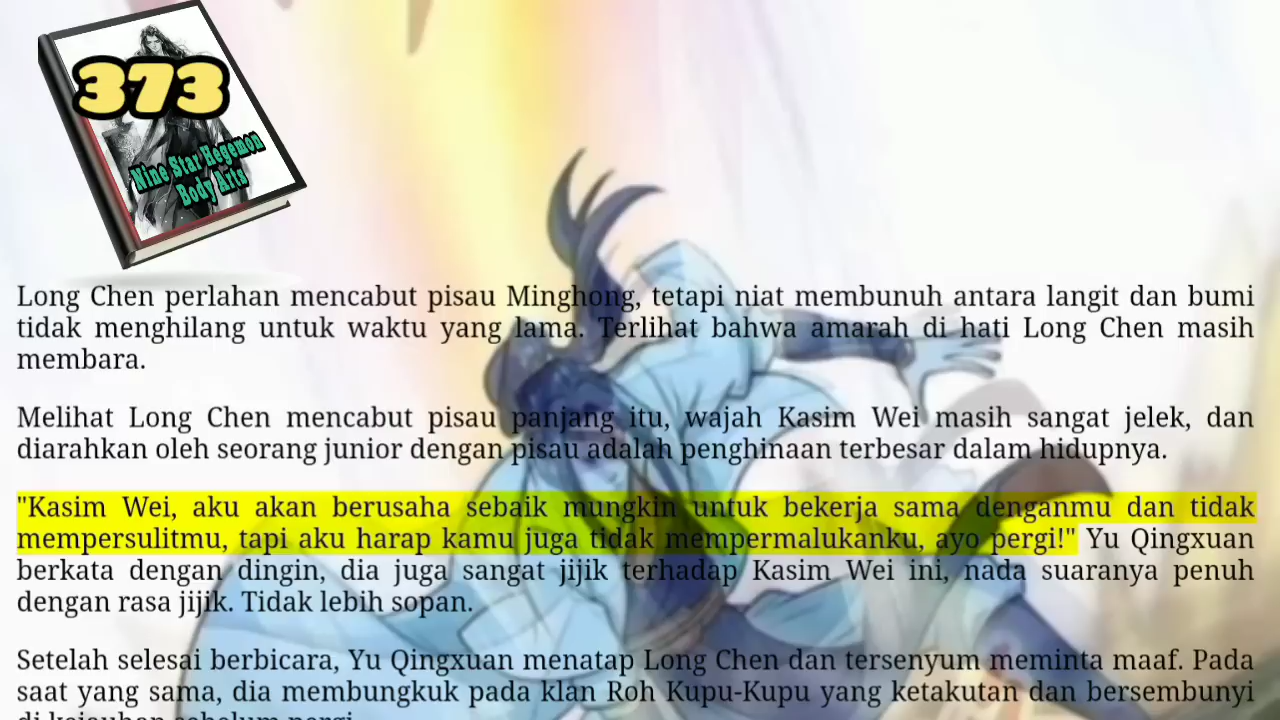 373
Nine Star Hegemon
Body Arts
Long Chen perlahan mencabut pisau Minghong, tetapi niat membunuh antara langit dan bumi
tidak menghilang untuk waktu yang lama. Terlihat bahwa amarah di hati Long Chen masih
membara.
Melihat Long Chen mencabut pisau panjang itu, wajah Kasim Wei masih sangat jelek, dan
diarahkan oleh seorang junior dengan pisau adalah penghinaan terbesar dalam hidupnya.
"Kasim Wei, aku akan berusaha sebaik mungkin untuk bekerja sama denganmu dan tidak
mempersulitmu, tapi aku harap kamu juga tidak mempermalukanku, ayo pergi!" Yu Qingxuan
berkata dengan dingin, dia juga sangat jijik terhadap Kasim Wei ini, nada suaranya penuh
dengan rasa jijik. Tidak lebih sopan.
Setelah selesai berbicara, Yu Qingxuan menatap Long Chen dan tersenyum meminta maaf. Pada
saat yang sama, dia membungkuk pada klan Roh Kupu-Kupu yang ketakutan dan bersembunyi
di kejauhan sebelum pergi.